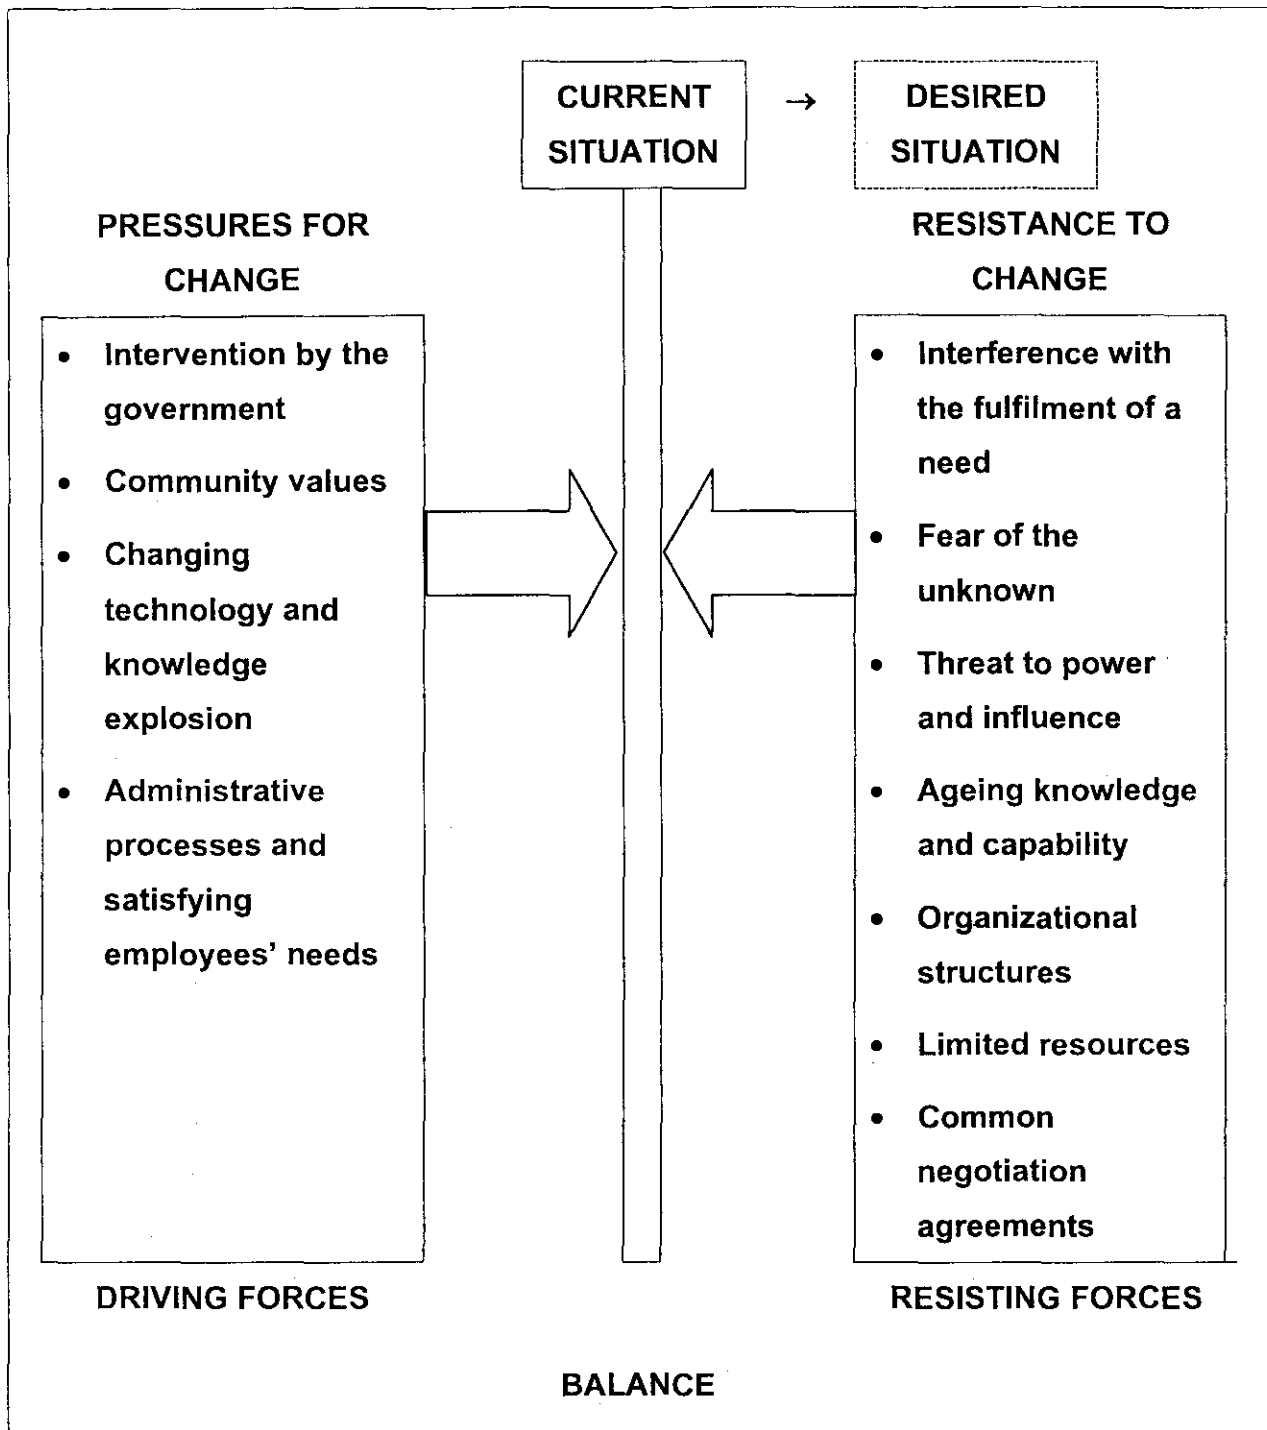 CURRENT
SITUATION
→
DESIRED
SITUATION
PRESSURES FOR
CHANGE
• Intervention by the
government
• Community values
• Changing
technology and
knowledge
explosion
• Administrative
processes and
satisfying
employees' needs
DRIVING FORCES
RESISTANCE TO
CHANGE
• Interference with
the fulfilment of a
need
• Fear of the
unknown
• Threat to power
and influence
• Ageing knowledge
and capability
• Organizational
structures
• Limited resources
• Common
negotiation
agreements
RESISTING FORCES
BALANCE